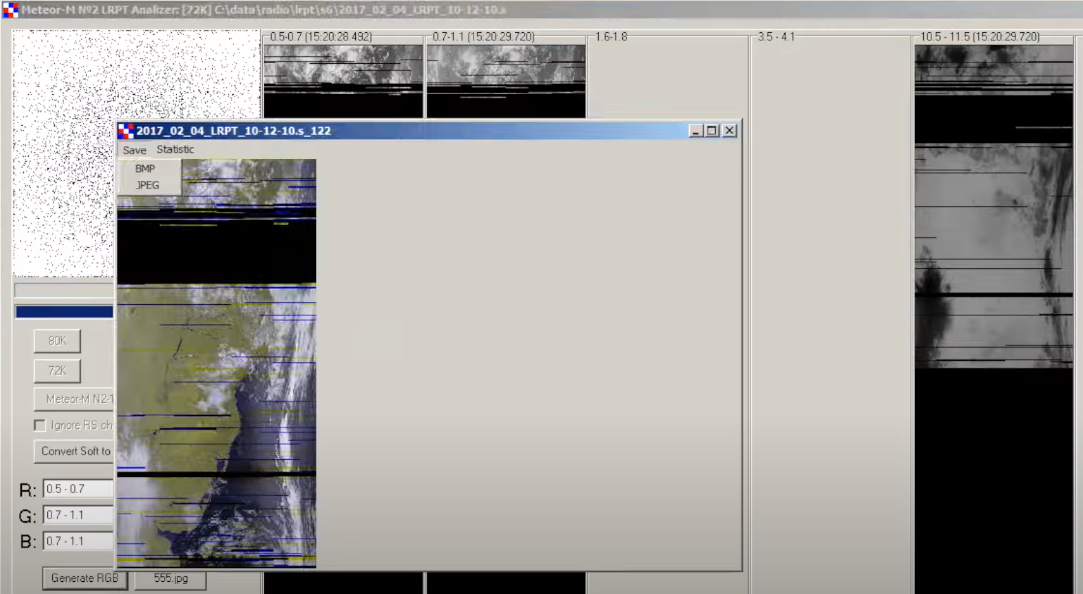 Meteor-M №2 LRPT Analizer: [72K] C:\data\radio\lrpt\s6\2017_02_04_LRPT_10-12-10.s
0.5-0.7 (15:20:28.492)
0.7-1.1 (15:20:29.720)
1.6-1.8
3.5 - 4.1
10.5 - 11.5 (15:20:29.720)
2017_02_04_LRPT_10-12-10.s_122
Save Statistic
BMP
JPEG
80K
72K
Meteor-M N2-1
Ignore RS ch
Convert Soft to
R: 0.5 - 0.7
G: 0.7 - 1.1
B: 0.7 - 1.1
Generate RGB 555.jpg